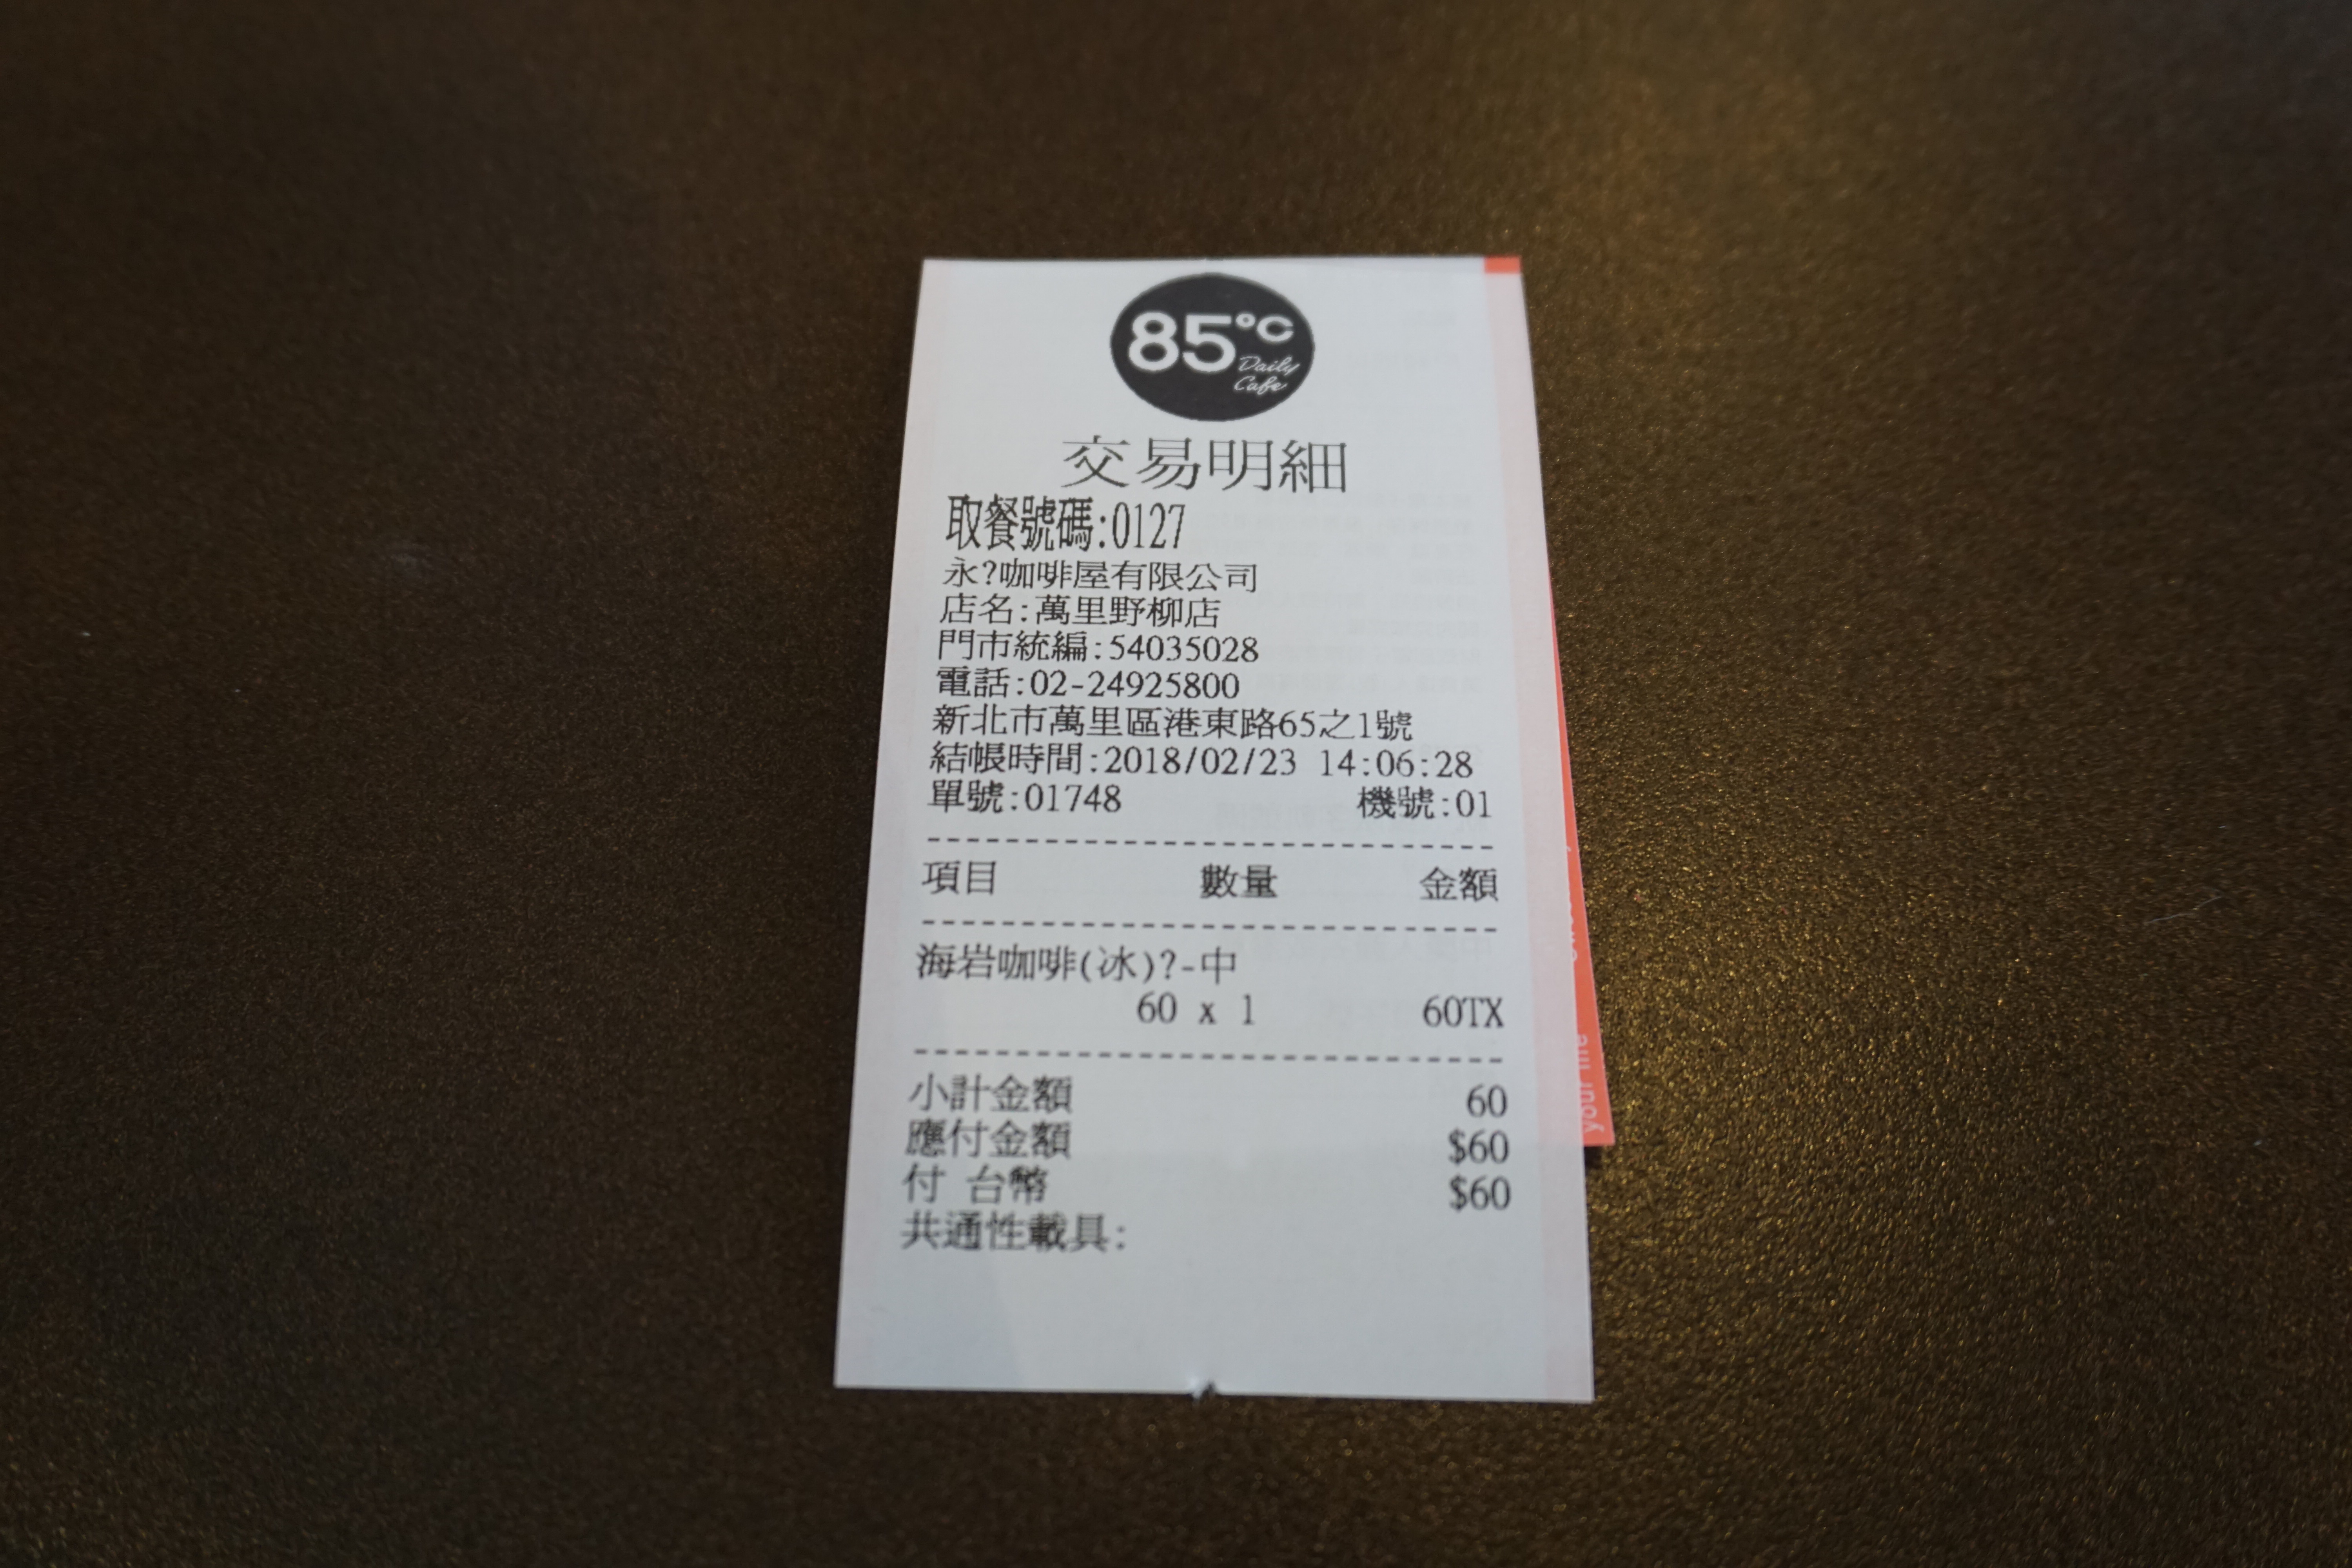 85°C
Daily
Cafe
交易明細
取餐號碼:0127
永?咖啡屋有限公司
店名:萬里野柳店
門市統編:54035028
電話:02-24925800
新北市萬里區港東路65之1號
結帳時間:2018/02/23 14:06:28
單號:01748 機號:01
項目 數量 金額
海岩咖啡(冰)?-中
60 x 1 60TX
小計金額 60
應付金額 $60
付 台幣 $60
共通性載具:
your life